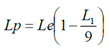 Lp = Le(1 − L₁/9)